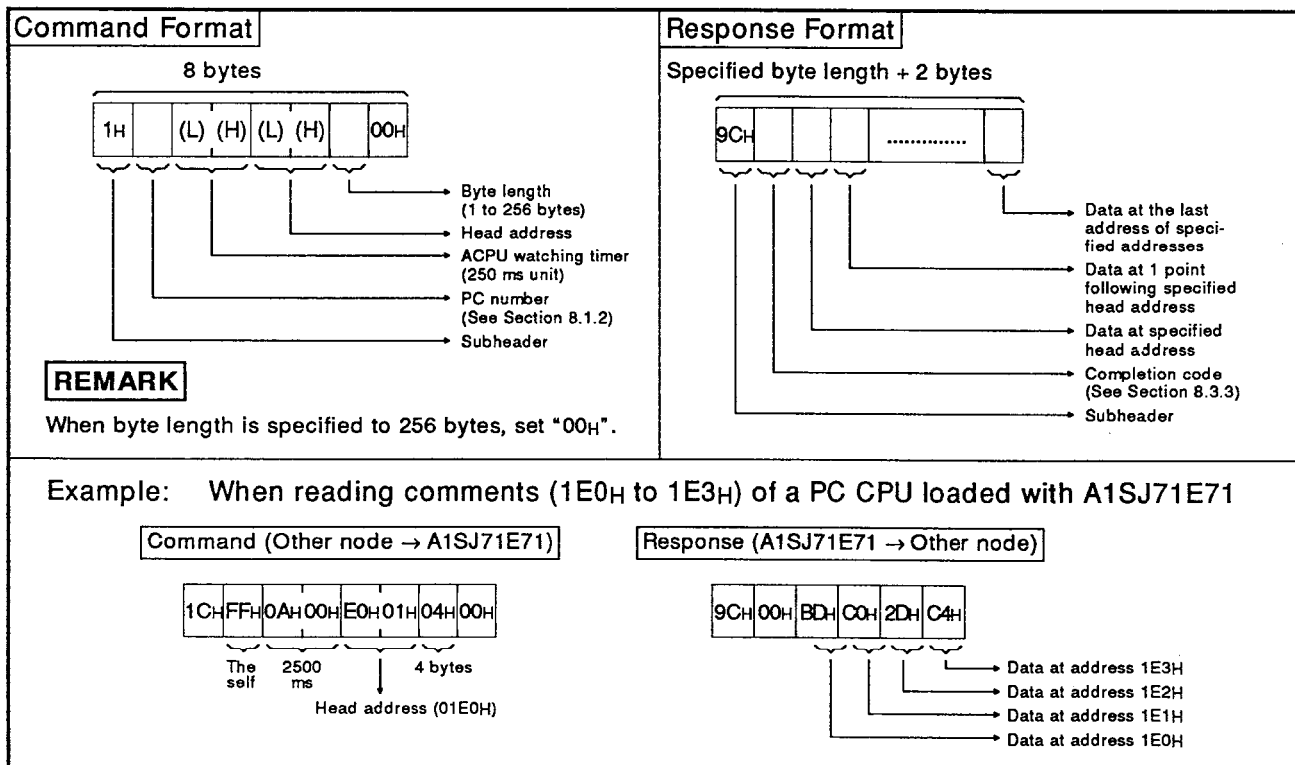 Command Format
8 bytes
1H (L) (H) (L) (H) 00H
Byte length
(1 to 256 bytes)
Head address
ACPU watching timer
(250 ms unit)
PC number
(See Section 8.1.2)
Subheader
REMARK
When byte length is specified to 256 bytes, set "00H".
Response Format
Specified byte length + 2 bytes
9CH ..............
Data at the last
address of speci-
fied addresses
Data at 1 point
following specified
head address
Data at specified
head address
Completion code
(See Section 8.3.3)
Subheader
Example: When reading comments (1E0H to 1E3H) of a PC CPU loaded with A1SJ71E71
Command (Other node → A1SJ71E71)
1CH FFH 0AH 00H E0H 01H 04H 00H
The
self
2500
ms
4 bytes
Head address (01E0H)
Response (A1SJ71E71 → Other node)
9CH 00H BDH C0H 2DH C4H
Data at address 1E3H
Data at address 1E2H
Data at address 1E1H
Data at address 1E0H